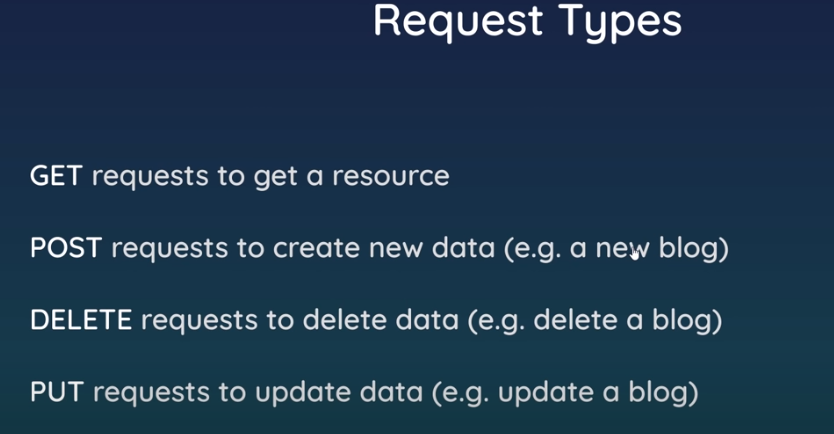 Request Types
GET requests to get a resource
POST requests to create new data (e.g. a new blog)
DELETE requests to delete data (e.g. delete a blog)
PUT requests to update data (e.g. update a blog)